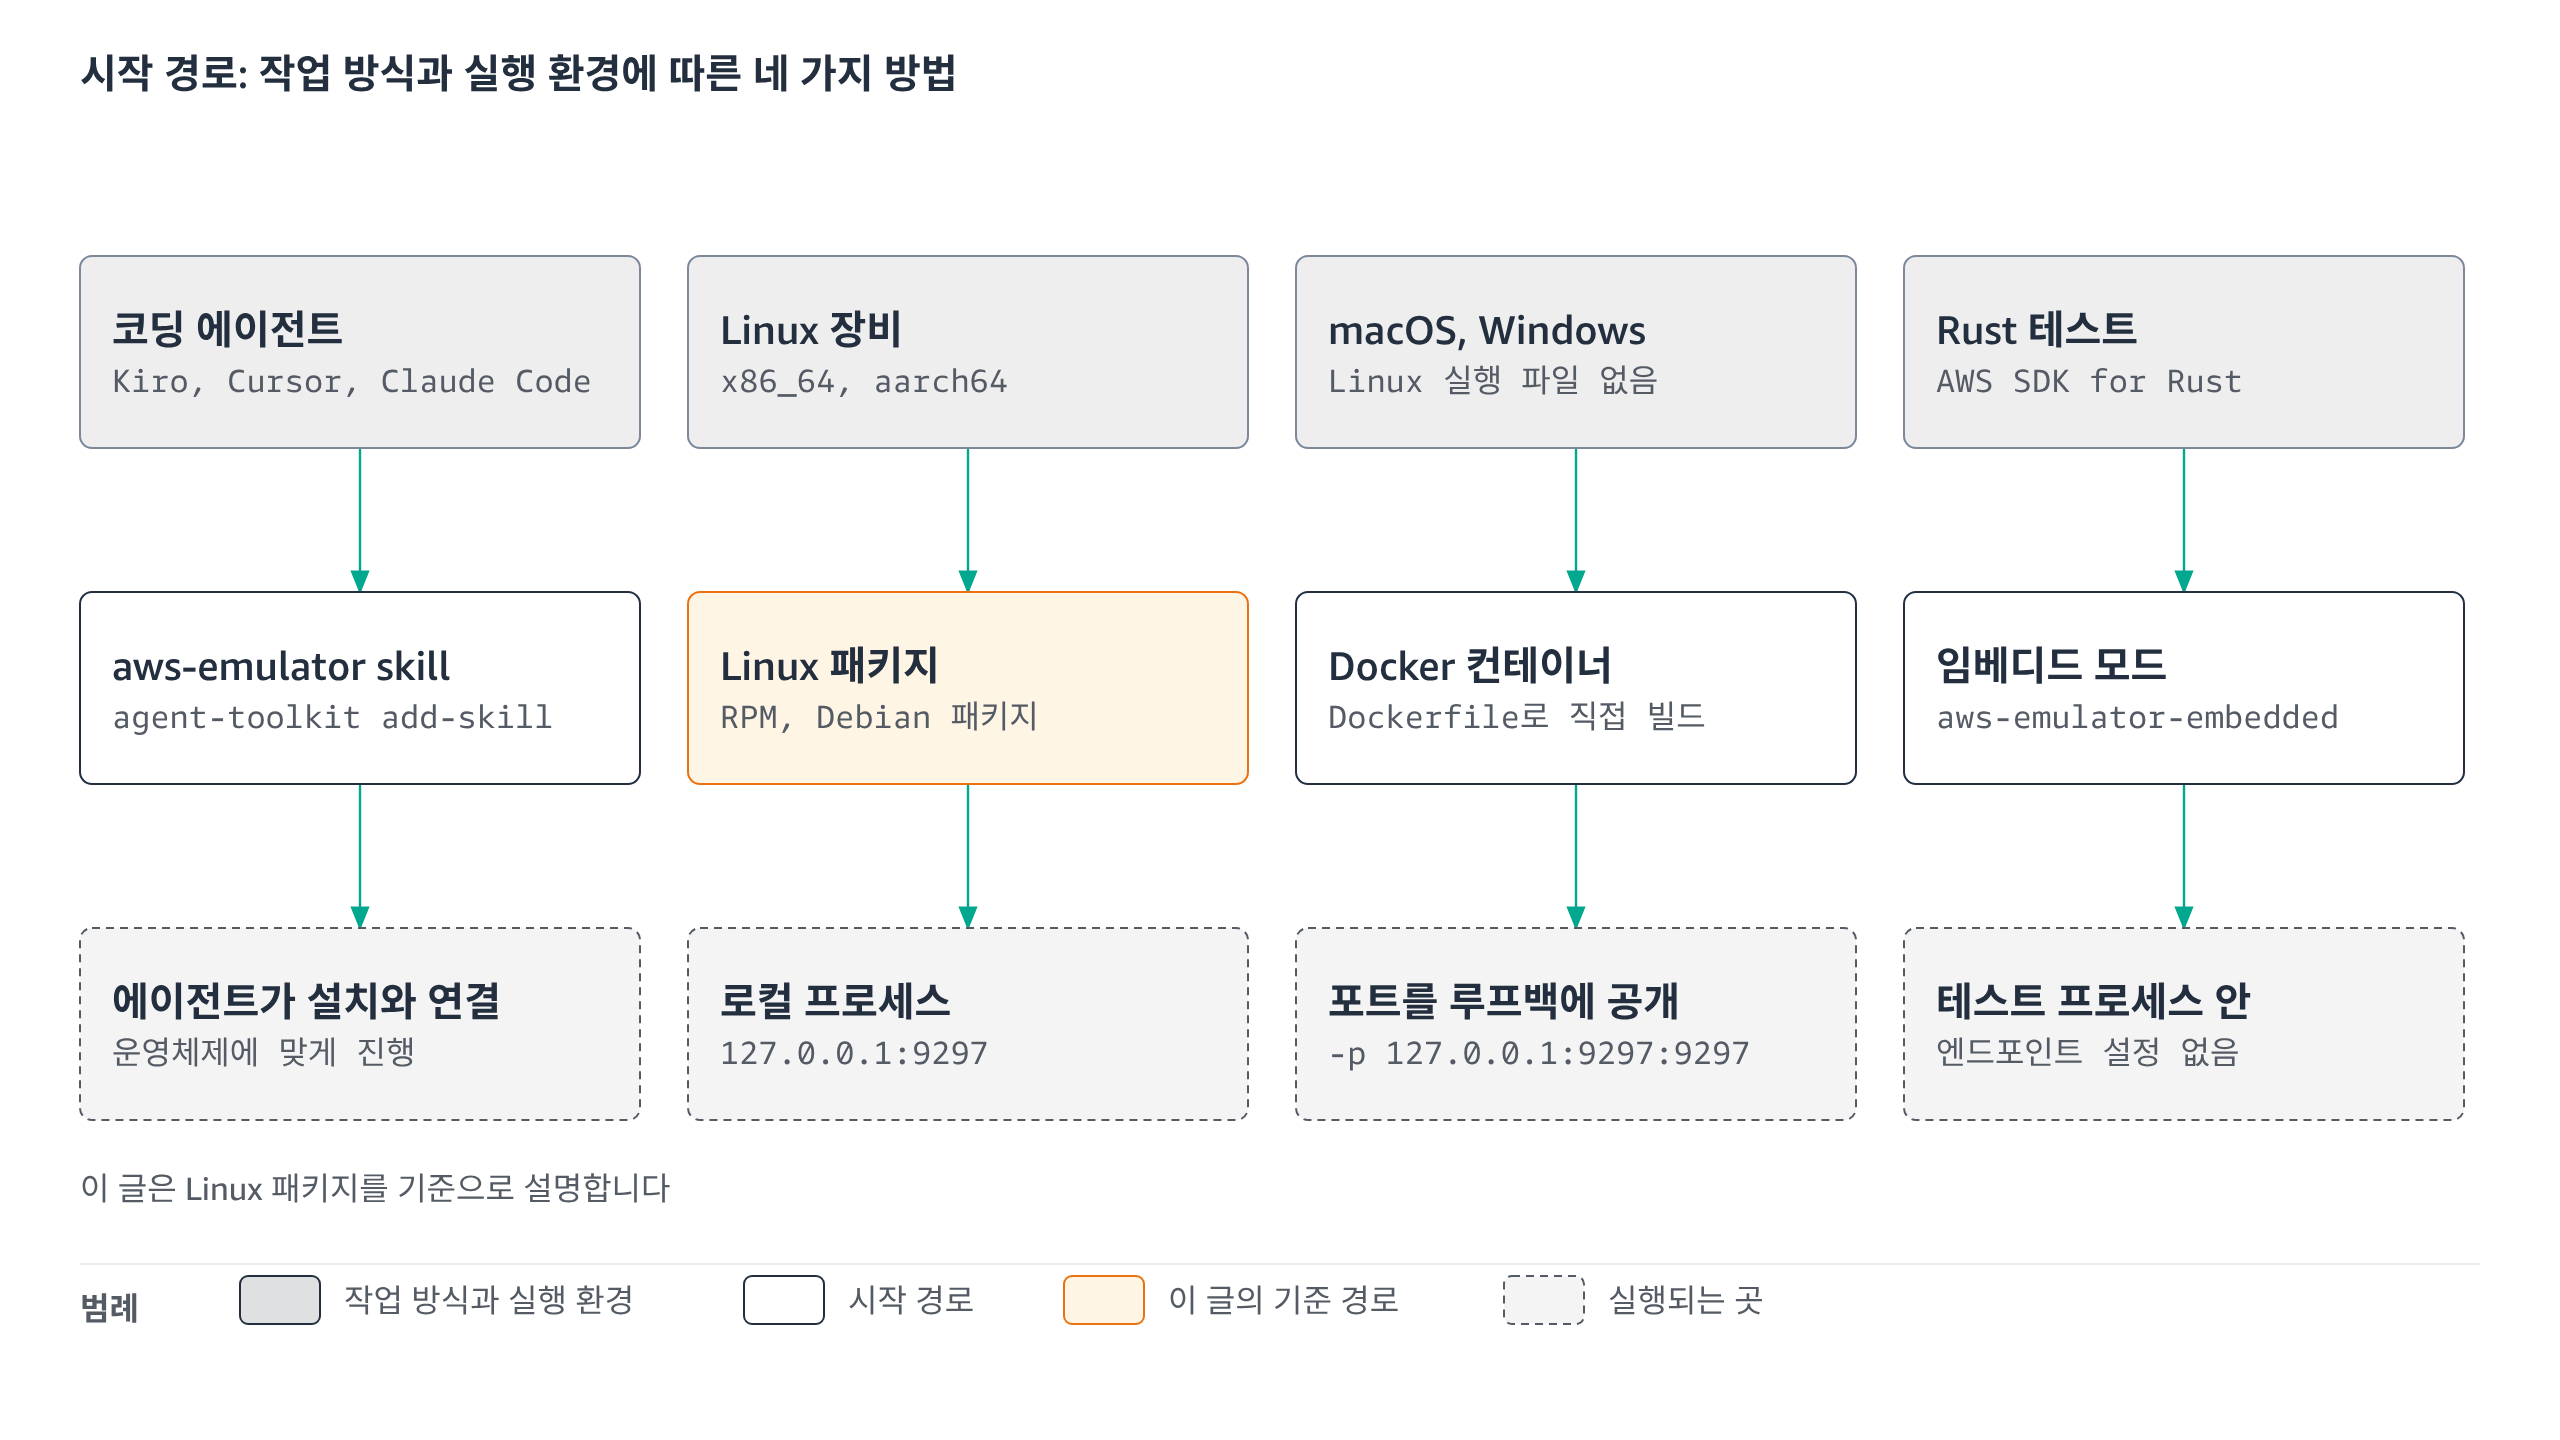 시작 경로: 작업 방식과 실행 환경에 따른 네 가지 방법
코딩 에이전트
Kiro, Cursor, Claude Code
Linux 장비
x86_64, aarch64
macOS, Windows
Linux 실행 파일 없음
Rust 테스트
AWS SDK for Rust
aws-emulator skill
agent-toolkit add-skill
Linux 패키지
RPM, Debian 패키지
Docker 컨테이너
Dockerfile로 직접 빌드
임베디드 모드
aws-emulator-embedded
에이전트가 설치와 연결
운영체제에 맞게 진행
로컬 프로세스
127.0.0.1:9297
포트를 루프백에 공개
-p 127.0.0.1:9297:9297
테스트 프로세스 안
엔드포인트 설정 없음
이 글은 Linux 패키지를 기준으로 설명합니다
범례
작업 방식과 실행 환경
시작 경로
이 글의 기준 경로
실행되는 곳